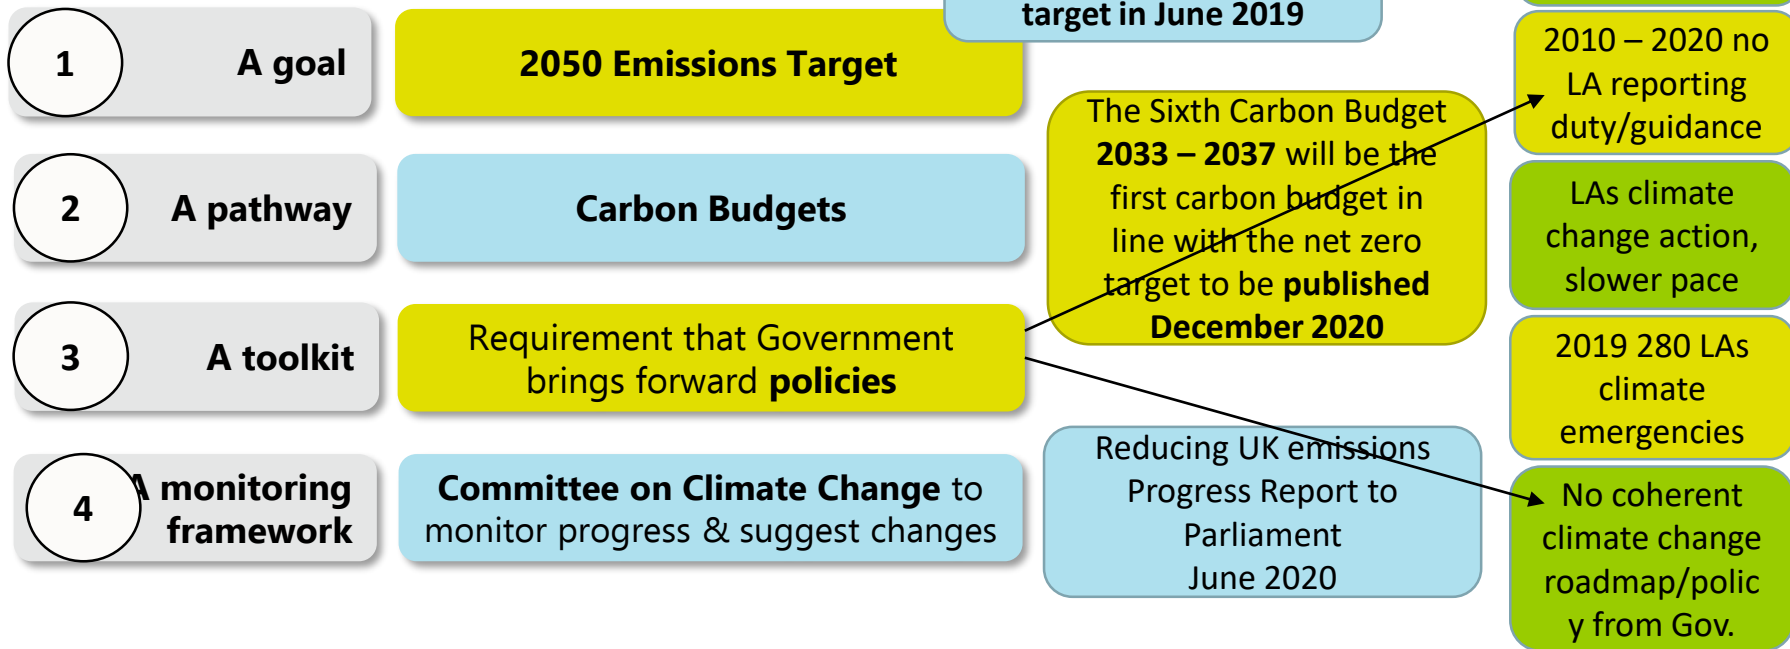 target in June 2019
1
A goal
2050 Emissions Target
2
A pathway
Carbon Budgets
3
A toolkit
Requirement that Government
brings forward policies
4
A monitoring
framework
Committee on Climate Change to
monitor progress & suggest changes
The Sixth Carbon Budget
2033 – 2037 will be the
first carbon budget in
line with the net zero
target to be published
December 2020
Reducing UK emissions
Progress Report to
Parliament
June 2020
2010 – 2020 no
LA reporting
duty/guidance
LAs climate
change action,
slower pace
2019 280 LAs
climate
emergencies
No coherent
climate change
roadmap/polic
y from Gov.